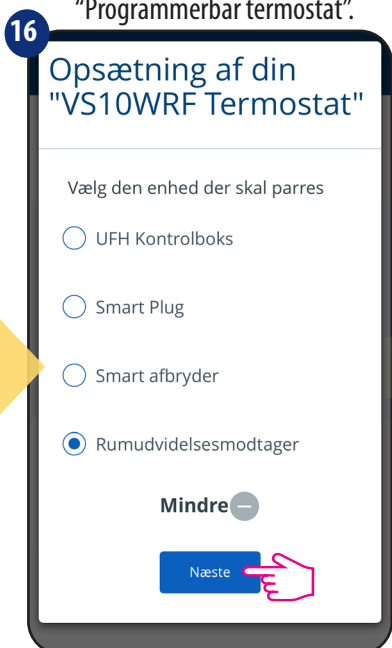 "Programmerbar termostat".
16
Opsætning af din
"VS10WRF Termostat"
Vælg den enhed der skal parres
UFH Kontrolboks
Smart Plug
Smart afbryder
Rumudvidelsesmodtager
Mindre
Næste